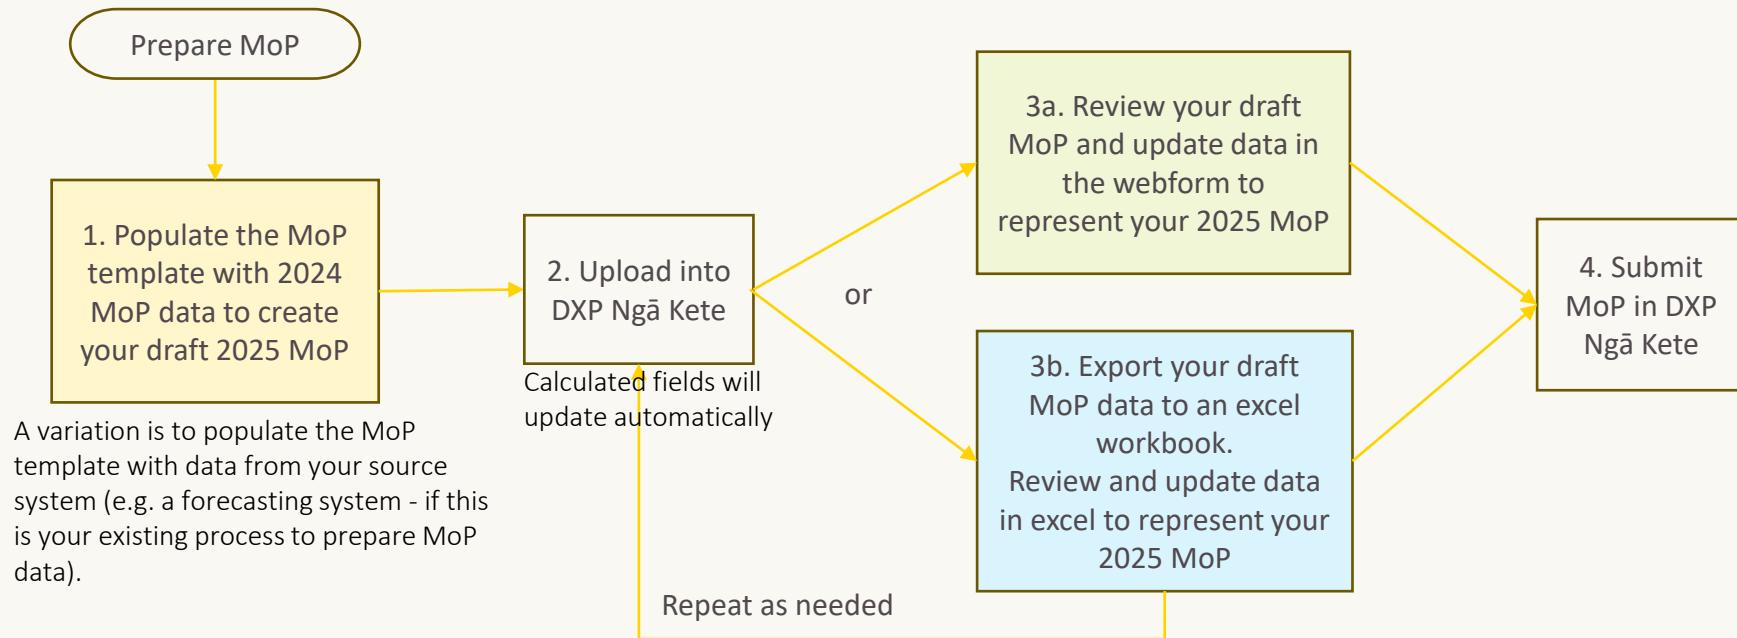 Prepare MoP
1. Populate the MoP
template with 2024
MoP data to create
your draft 2025 MoP
A variation is to populate the MoP
template with data from your source
system (e.g. a forecasting system - if this
is your existing process to prepare MoP
data).
2. Upload into
DXP Ngā Kete
Calculated fields will
update automatically
3a. Review your draft
MoP and update data in
the webform to
represent your 2025 MoP
or
3b. Export your draft
MoP data to an excel
workbook.
Review and update data
in excel to represent your
2025 MoP
Repeat as needed
4. Submit
MoP in DXP
Ngā Kete